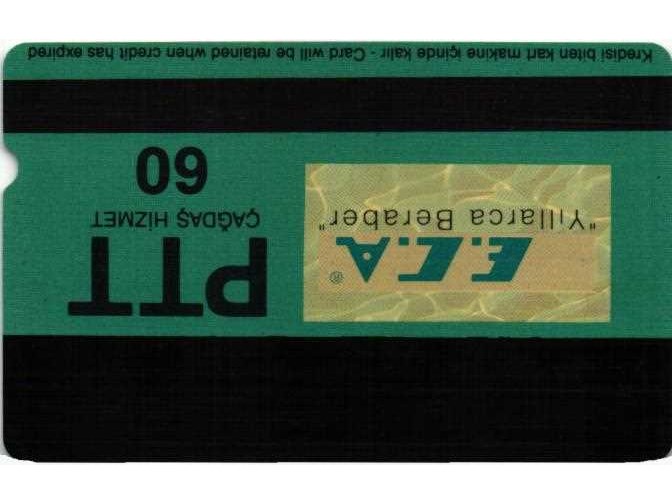 E.C.A®
"Yıllarca Beraber"
PTT
ÇAĞDAŞ HİZMET
60
Kredisi biten kart makine içinde kalır - Card will be retained when credit has expired